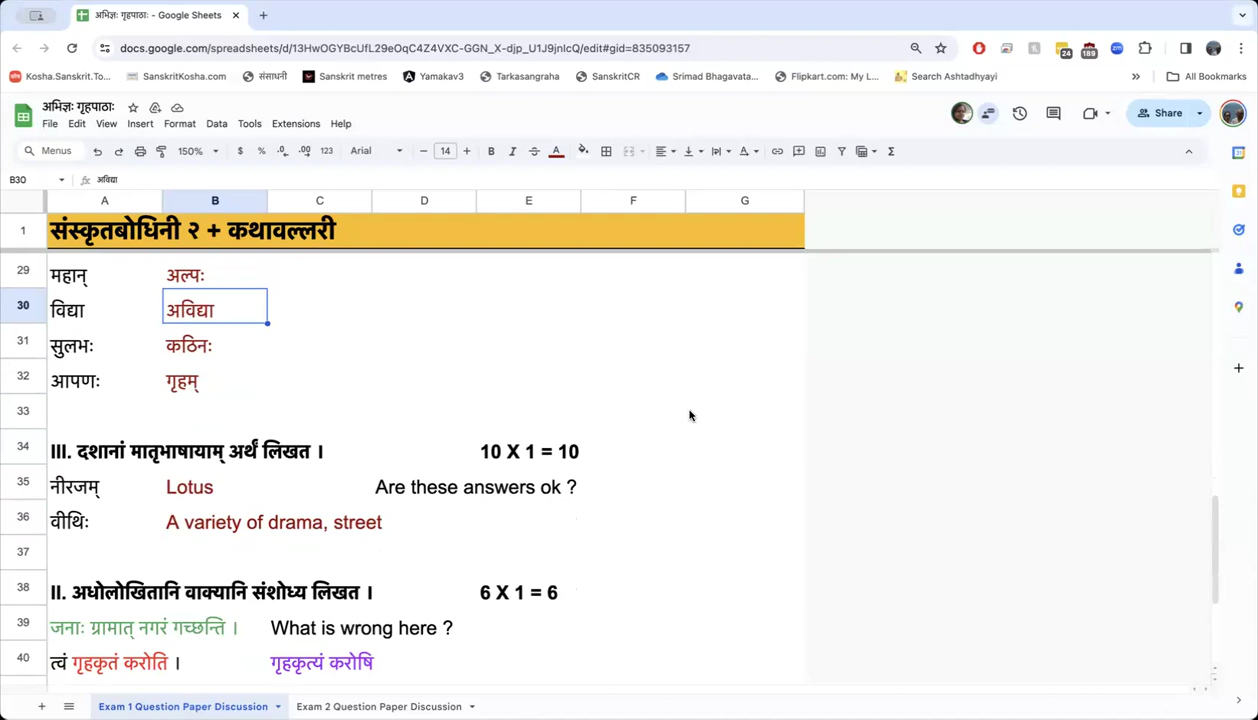 अभिज्ञः गृहपाठाः - Google Sheets
docs.google.com/spreadsheets/d/13HwOGYBcUfL29eOqC4Z4VXC-GGN_X-djp_U1J9jnIcQ/edit#gid=835093157
Kosha.Sanskrit.To... SanskritKosha.com संसाधनी Sanskrit metres Yamakav3 Tarkasangraha SanskritCR Srimad Bhagavata... Flipkart.com: My L... Search Ashtadhyayi All Bookmarks
अभिज्ञः गृहपाठाः
File Edit View Insert Format Data Tools Extensions Help
Share
Menus 150% $ % .0 .00 123 Arial 14 B I A
B30 fx अविद्या
A B C D E F G
1 संस्कृतबोधिनी २ + कथावल्लरी
29 महान् अल्पः
30 विद्या अविद्या
31 सुलभः कठिनः
32 आपणः गृहम्
33
34 III. दशानां मातृभाषायाम् अर्थं लिखत । 10 X 1 = 10
35 नीरजम् Lotus Are these answers ok ?
36 वीथिः A variety of drama, street
37
38 II. अधोलोखितानि वाक्यानि संशोध्य लिखत । 6 X 1 = 6
39 जनाः ग्रामात् नगरं गच्छन्ति । What is wrong here ?
40 त्वं गृहकृतं करोति । गृहकृत्यं करोषि
Exam 1 Question Paper Discussion Exam 2 Question Paper Discussion